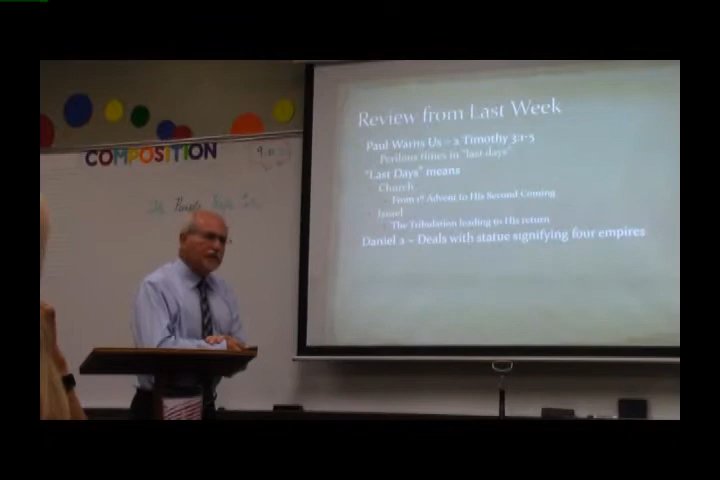 Review from Last Week
Paul Warns Us – 2 Timothy 3:1-5
Perilous times in "last days"
"Last Days" means
Church
From 1st Advent to His Second Coming
Israel
The Tribulation leading to His return
Daniel 2 – Deals with statue signifying four empires
COMPOSITION